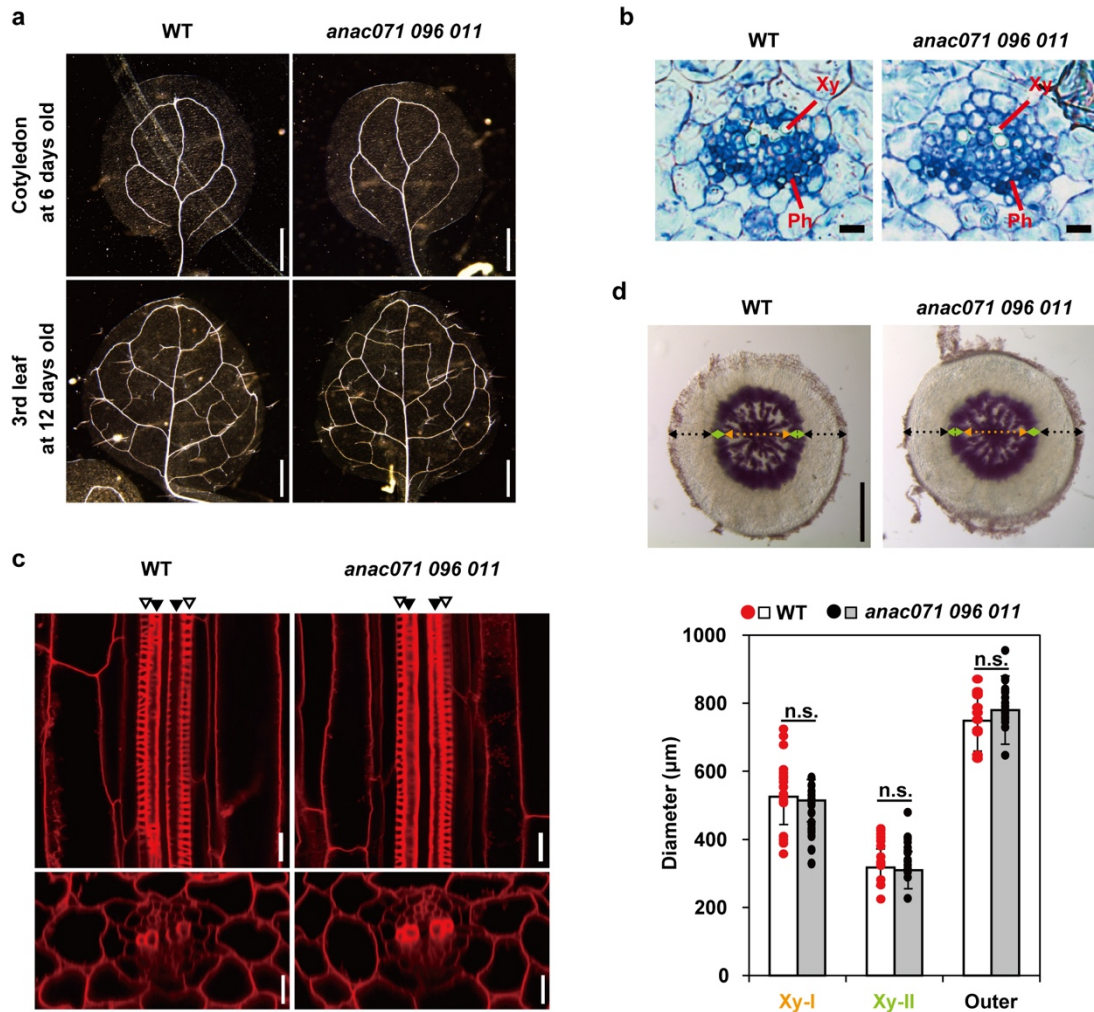 a
WT
anac071 096 011
Cotyledon
at 6 days old
3rd leaf
at 12 days old
b
WT
anac071 096 011
Xy
Xy
Ph
Ph
c
WT
anac071 096 011
d
WT
anac071 096 011
WT
anac071 096 011
Diameter (µm)
1000
800
600
400
200
0
n.s.
n.s.
n.s.
Xy-I
Xy-II
Outer